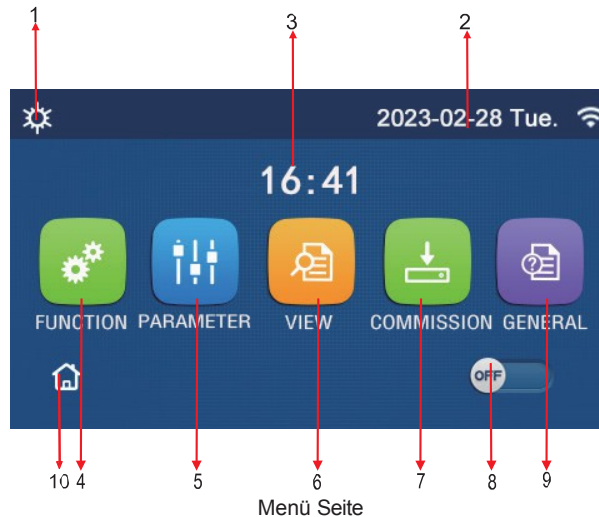 1 3 2
2023-02-28 Tue.
16:41
FUNCTION PARAMETER VIEW COMMISSION GENERAL
OFF
10 4 5 6 7 8 9
Menü Seite